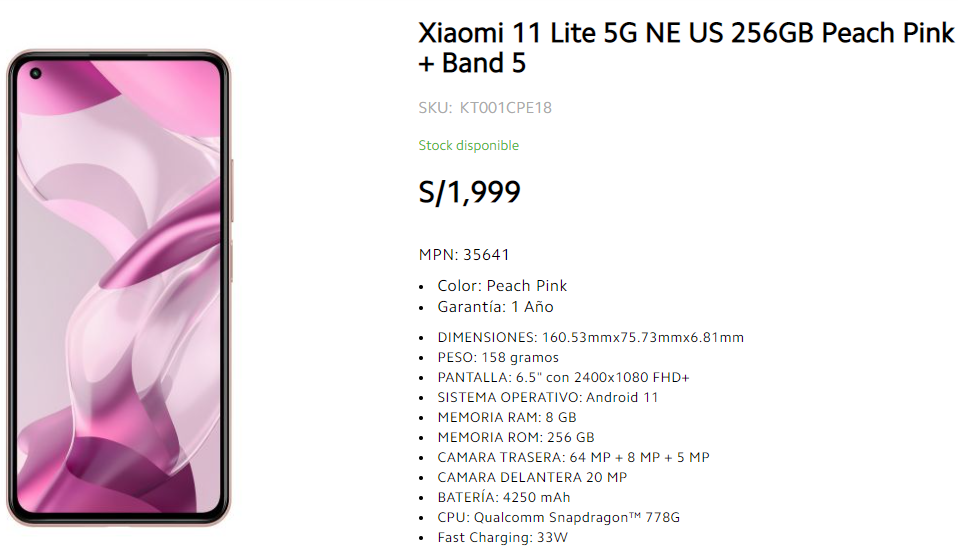 Xiaomi 11 Lite 5G NE US 256GB Peach Pink
+ Band 5
SKU: KT001CPE18
Stock disponible
S/1,999
MPN: 35641
• Color: Peach Pink
• Garantía: 1 Año
• DIMENSIONES: 160.53mmx75.73mmx6.81mm
• PESO: 158 gramos
• PANTALLA: 6.5" con 2400x1080 FHD+
• SISTEMA OPERATIVO: Android 11
• MEMORIA RAM: 8 GB
• MEMORIA ROM: 256 GB
• CAMARA TRASERA: 64 MP + 8 MP + 5 MP
• CAMARA DELANTERA 20 MP
• BATERÍA: 4250 mAh
• CPU: Qualcomm Snapdragon™ 778G
• Fast Charging: 33W